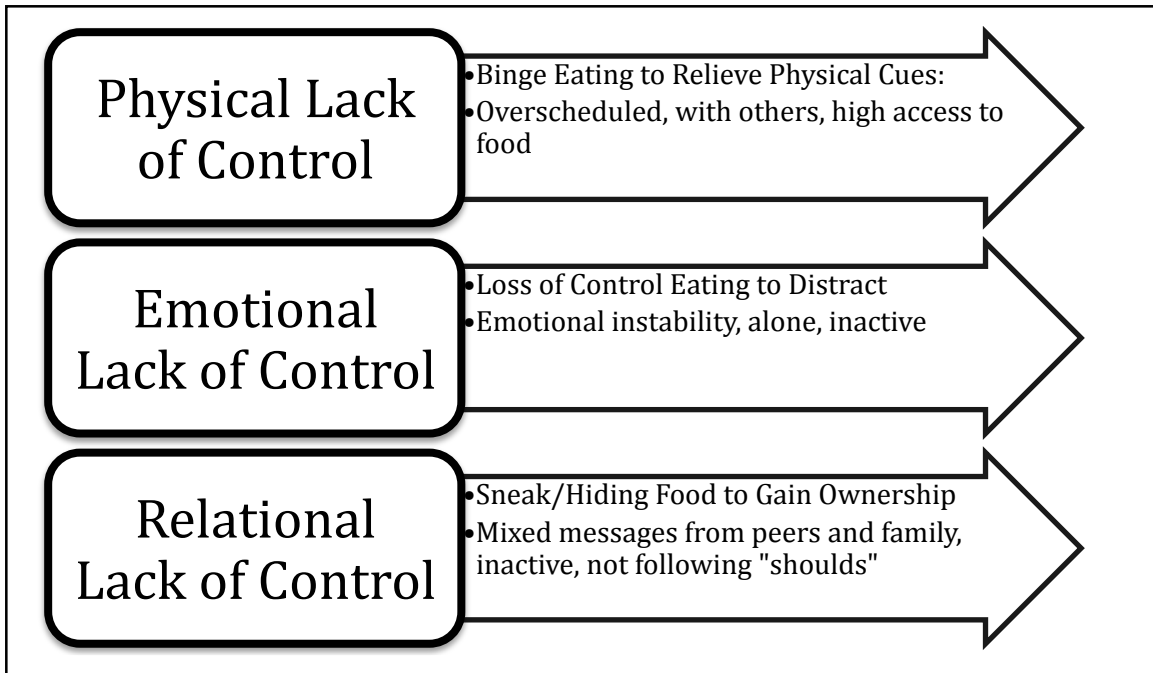 Physical Lack
of Control
•Binge Eating to Relieve Physical Cues:
•Overscheduled, with others, high access to
food
Emotional
Lack of Control
•Loss of Control Eating to Distract
•Emotional instability, alone, inactive
Relational
Lack of Control
•Sneak/Hiding Food to Gain Ownership
•Mixed messages from peers and family,
inactive, not following "shoulds"